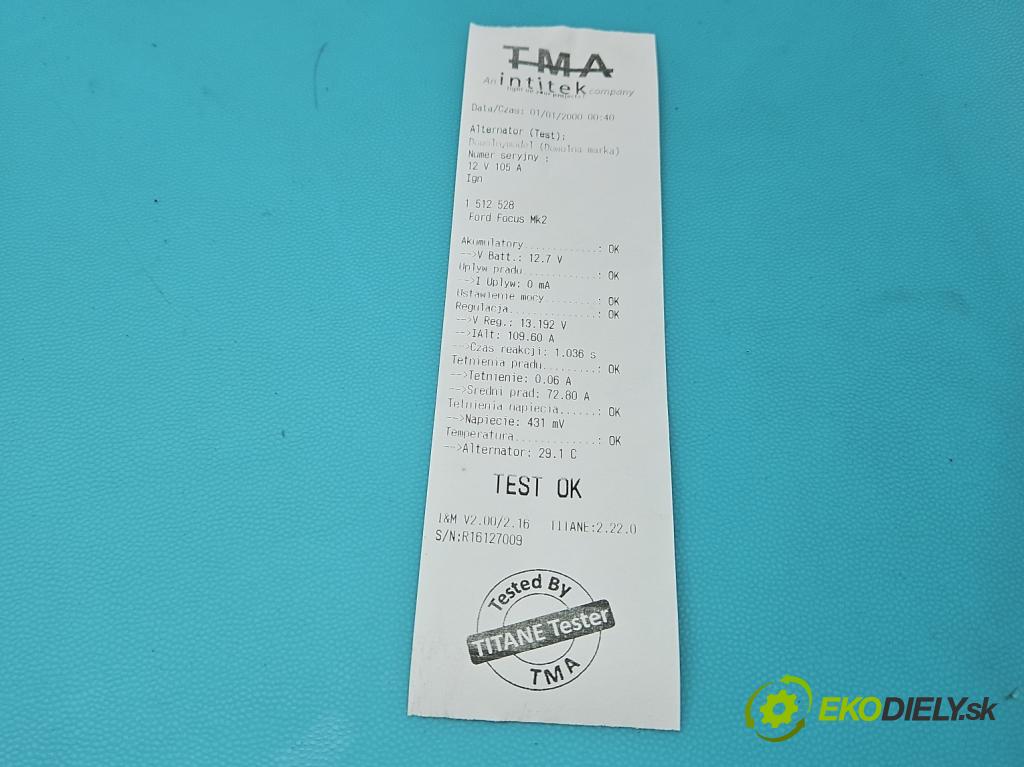 TMA
An intitek company
light up your projects!
Data/Czas: 01/01/2000 00:40
Alternator (Test):
Dowolnymodel (Dowolna marka)
Numer seryjny :
12 V 105 A
Ign
1 512 528
Ford Focus Mk2
Akumulatory............: OK
-->V Batt.: 12.7 V
Uplyw pradu............: OK
-->I Uplyw: 0 mA
Ustawienie mocy........: OK
Regulacja..............: OK
-->V Reg.: 13.192 V
-->IAlt: 109.60 A
-->Czas reakcji: 1.036 s
Tetnienia pradu........: OK
-->Tetnienie: 0.06 A
-->Sredni prad: 72.80 A
Tetnienia napiecia.....: OK
-->Napiecie: 431 mV
Temperatura............: OK
-->Alternator: 29.1 C
TEST OK
I&M V2.00/2.16 TITANE:2.22.0
S/N:R16127009
Tested By
TITANE Tester
TMA
EKODIELY.sk